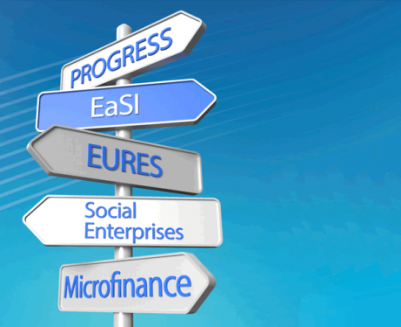 PROGRESS
EaSI
EURES
Social
Enterprises
Microfinance